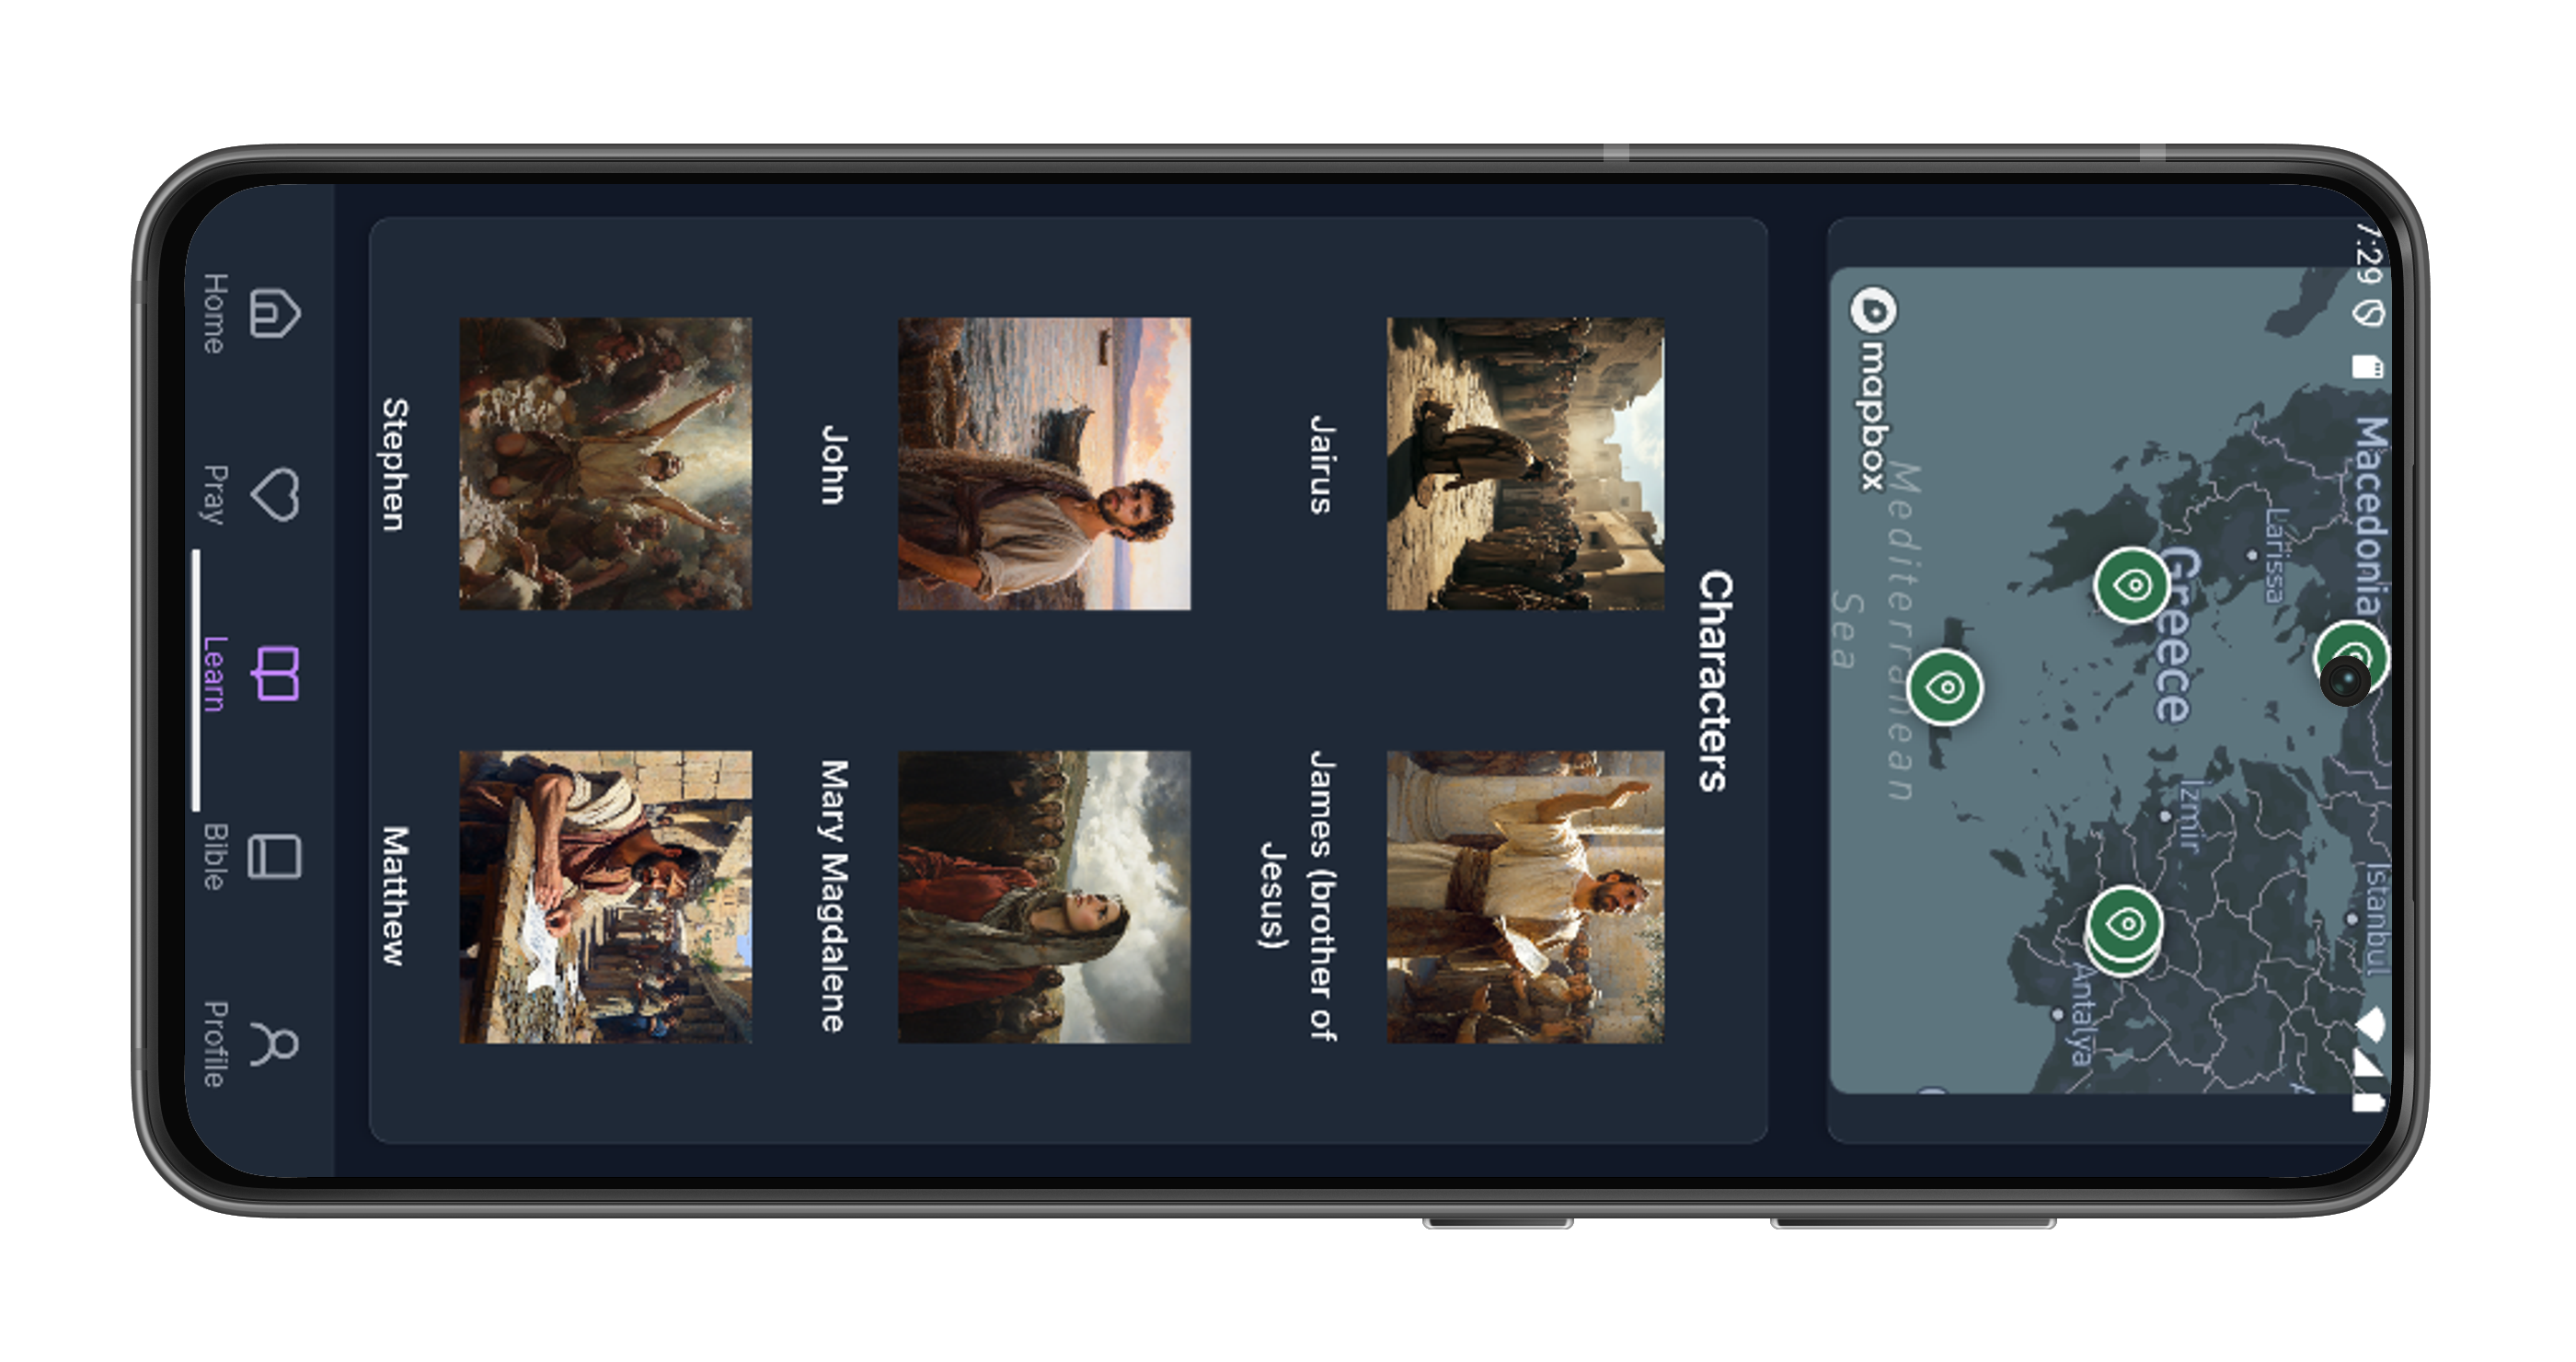 7:29
Macedonia
Istanbul
Larissa
Greece
Izmir
Antalya
Mediterranean
Sea
mapbox
Characters
Jairus
James (brother of
Jesus)
John
Mary Magdalene
Stephen
Matthew
Home
Pray
Learn
Bible
Profile